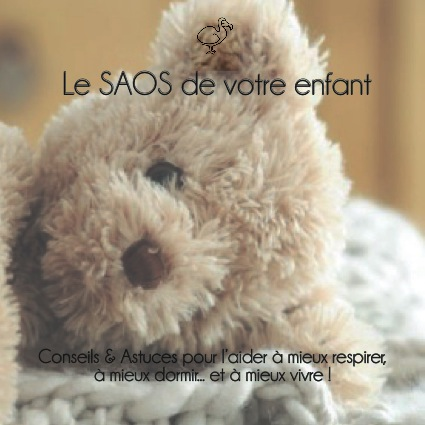 Le SAOS de votre enfant
Conseils & Astuces pour l'aider à mieux respirer,
à mieux dormir... et à mieux vivre !